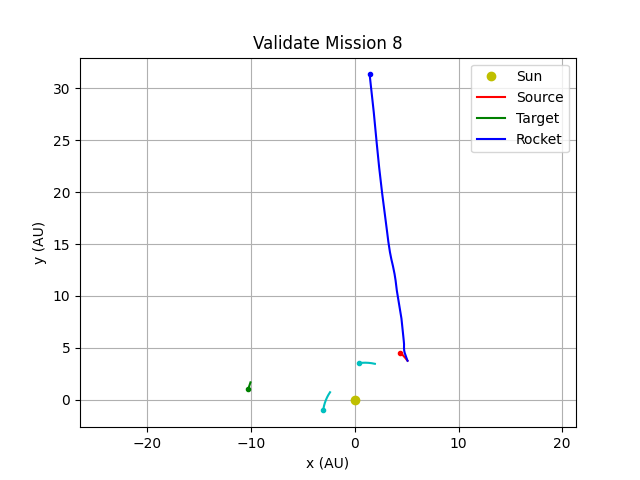 Validate Mission 8
Sun
Source
Target
Rocket
30
25
20
15
10
5
0
y (AU)
−20
−10
0
10
20
x (AU)